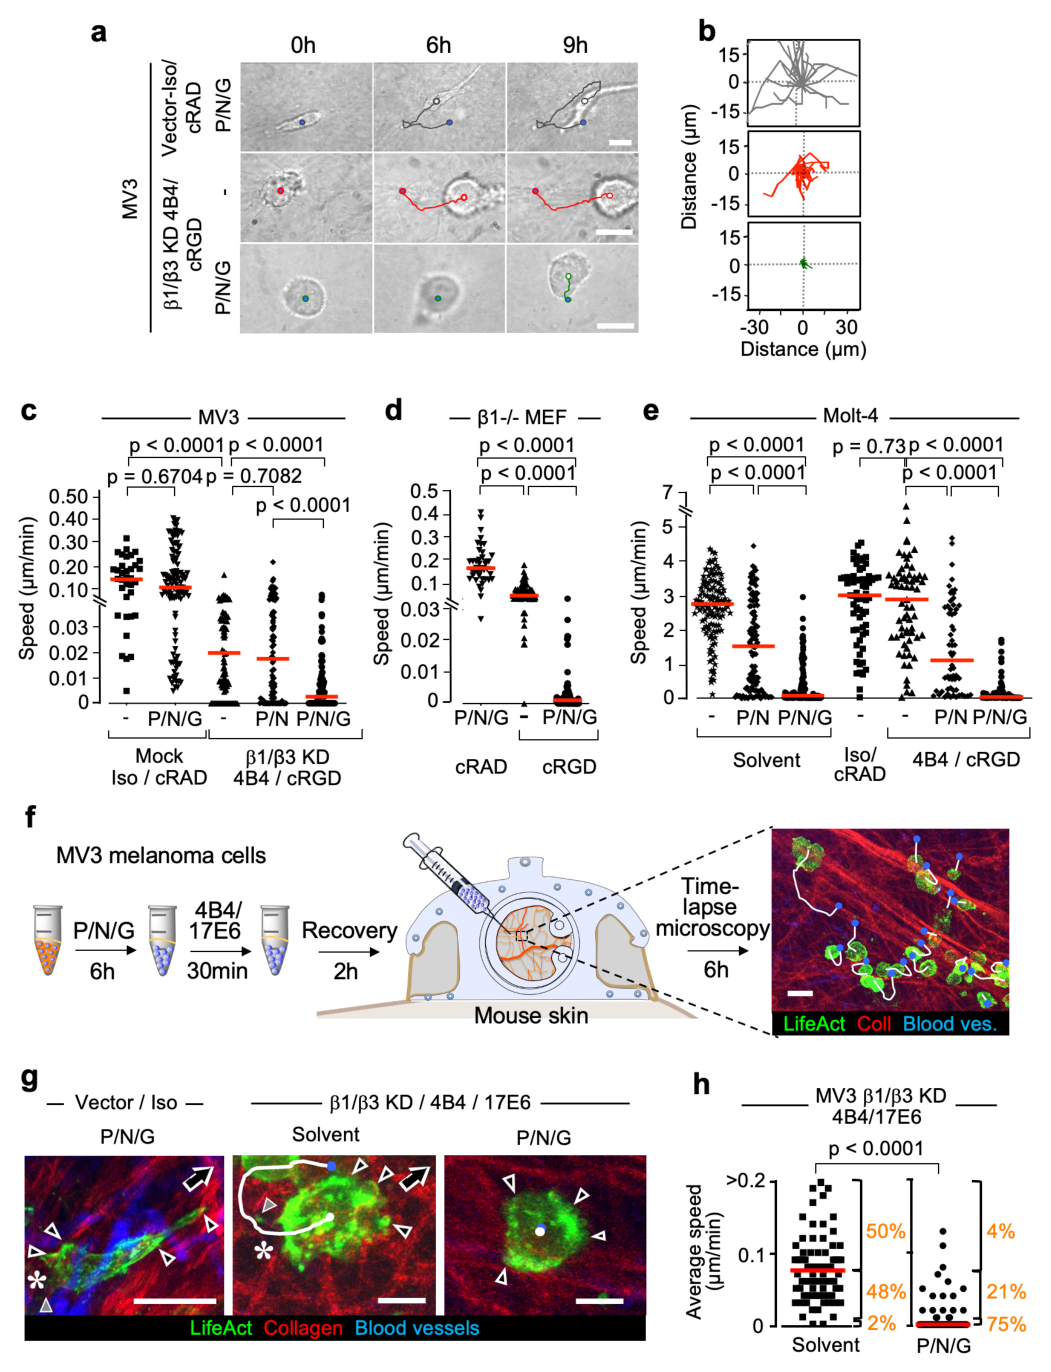 a
0h 6h 9h
MV3
Vector-Iso/
cRAD
P/N/G
β1/β3 KD 4B4/
cRGD
-
P/N/G
b
15
0
-15
15
0
-15
15
0
-15
Distance (μm)
-30 0 30
Distance (μm)
c
MV3
p < 0.0001 p < 0.0001
p = 0.6704 p = 0.7082
p < 0.0001
Speed (μm/min)
0.50
0.40
0.30
0.20
0.10
0.03
0.02
0.01
0
- P/N/G - P/N P/N/G
Mock
Iso / cRAD
β1/β3 KD
4B4 / cRGD
d
β1-/- MEF
p < 0.0001
p < 0.0001
Speed (μm/min)
0.5
0.4
0.3
0.2
0.1
0.03
0.02
0.01
0
P/N/G - P/N/G
cRAD cRGD
e
Molt-4
p < 0.0001 p = 0.73 p < 0.0001
p < 0.0001 p < 0.0001
Speed (μm/min)
7
5
4
3
2
1
0
- P/N P/N/G - - P/N P/N/G
Solvent
Iso/
cRAD
4B4 / cRGD
f
MV3 melanoma cells
P/N/G
6h
4B4/
17E6
30min
Recovery
2h
Mouse skin
Time-
lapse
microscopy
6h
LifeAct Coll Blood ves.
g
Vector / Iso
β1/β3 KD / 4B4 / 17E6
P/N/G
Solvent
P/N/G
*
*
LifeAct Collagen Blood vessels
h
MV3 β1/β3 KD
4B4/17E6
p < 0.0001
Average speed
(μm/min)
>0.2
0.1
0
50%
48%
2%
4%
21%
75%
Solvent P/N/G